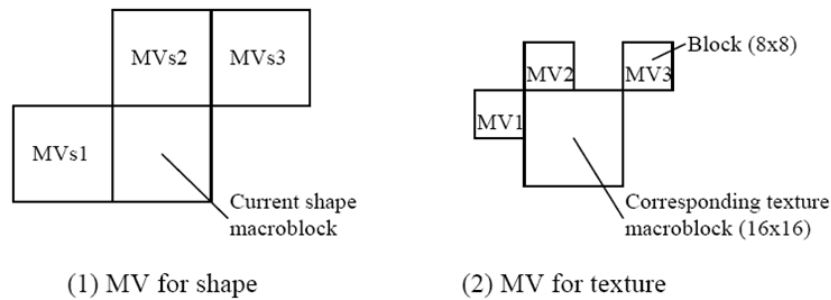 MVs2
MVs3
MVs1
Current shape
macroblock
(1) MV for shape
Block (8x8)
MV2
MV3
MV1
Corresponding texture
macroblock (16x16)
(2) MV for texture